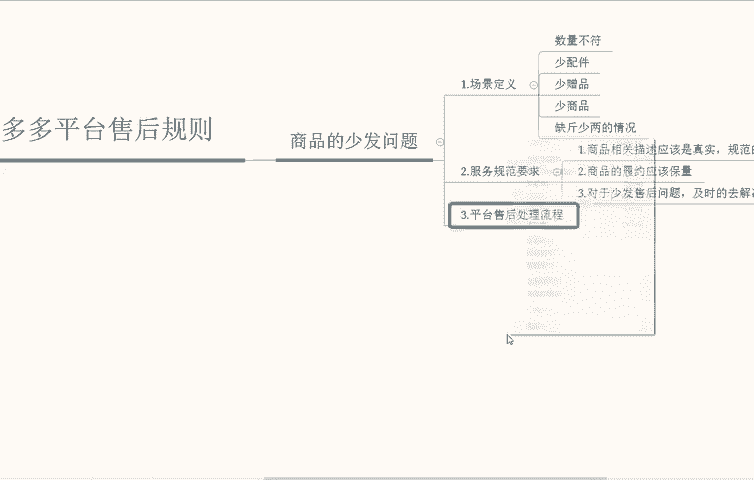 多多平台售后规则
商品的少发问题
1.场景定义
数量不符
少配件
少赠品
少商品
缺斤少两的情况
2.服务规范要求
1.商品相关描述应该是真实，规范的
2.商品的履约应该保量
3.对于少发售后问题，及时的去解决
3.平台售后处理流程